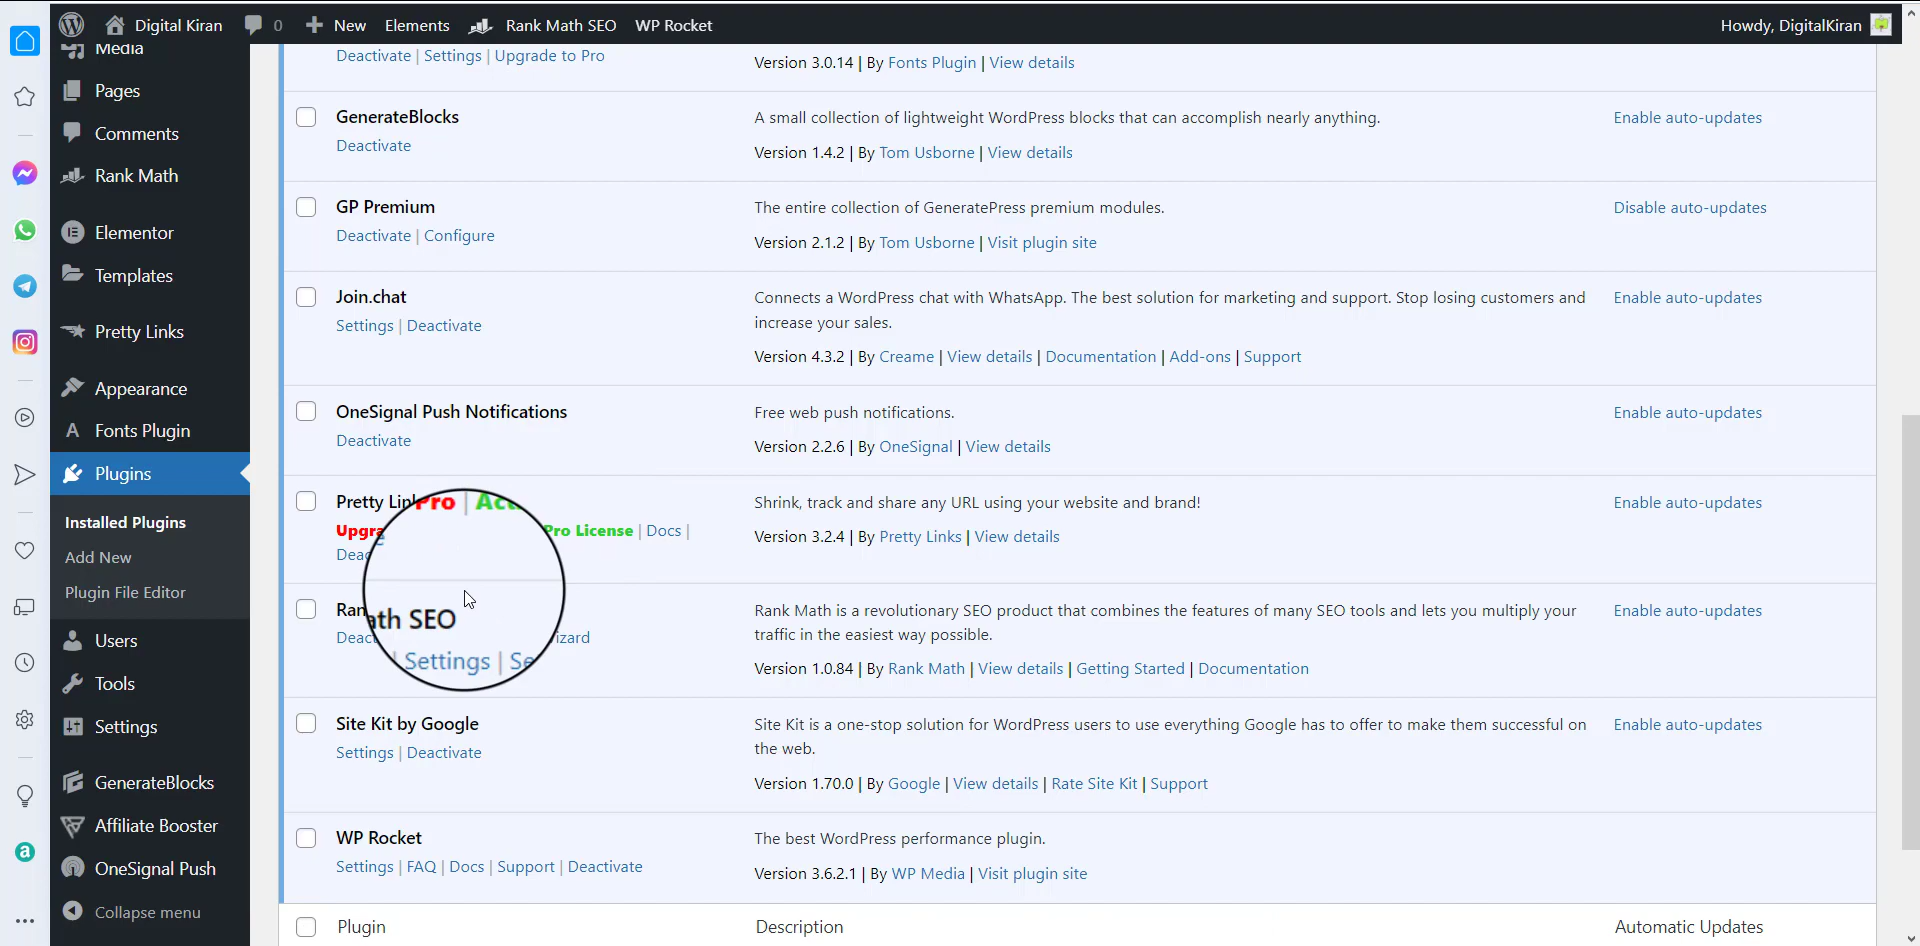 Digital Kiran
0
New
Elements
Rank Math SEO
WP Rocket
Howdy, DigitalKiran
Media
Pages
Comments
Rank Math
Elementor
Templates
Pretty Links
Appearance
Fonts Plugin
Plugins
Installed Plugins
Add New
Plugin File Editor
Users
Tools
Settings
GenerateBlocks
Affiliate Booster
OneSignal Push
Collapse menu
Deactivate | Settings | Upgrade to Pro
Version 3.0.14 | By Fonts Plugin | View details
GenerateBlocks
Deactivate
A small collection of lightweight WordPress blocks that can accomplish nearly anything.
Version 1.4.2 | By Tom Usborne | View details
Enable auto-updates
GP Premium
Deactivate | Configure
The entire collection of GeneratePress premium modules.
Version 2.1.2 | By Tom Usborne | Visit plugin site
Disable auto-updates
Join.chat
Settings | Deactivate
Connects a WordPress chat with WhatsApp. The best solution for marketing and support. Stop losing customers and
increase your sales.
Version 4.3.2 | By Creame | View details | Documentation | Add-ons | Support
Enable auto-updates
OneSignal Push Notifications
Deactivate
Free web push notifications.
Version 2.2.6 | By OneSignal | View details
Enable auto-updates
Pretty
Pro |
Pro License | Docs |
Shrink, track and share any URL using your website and brand!
Version 3.2.4 | By Pretty Links | View details
Enable auto-updates
ath SEO
| Settings |
Rank Math is a revolutionary SEO product that combines the features of many SEO tools and lets you multiply your
traffic in the easiest way possible.
Version 1.0.84 | By Rank Math | View details | Getting Started | Documentation
Enable auto-updates
Site Kit by Google
Settings | Deactivate
Site Kit is a one-stop solution for WordPress users to use everything Google has to offer to make them successful on
the web.
Version 1.70.0 | By Google | View details | Rate Site Kit | Support
Enable auto-updates
WP Rocket
Settings | FAQ | Docs | Support | Deactivate
The best WordPress performance plugin.
Version 3.6.2.1 | By WP Media | Visit plugin site
Plugin
Description
Automatic Updates